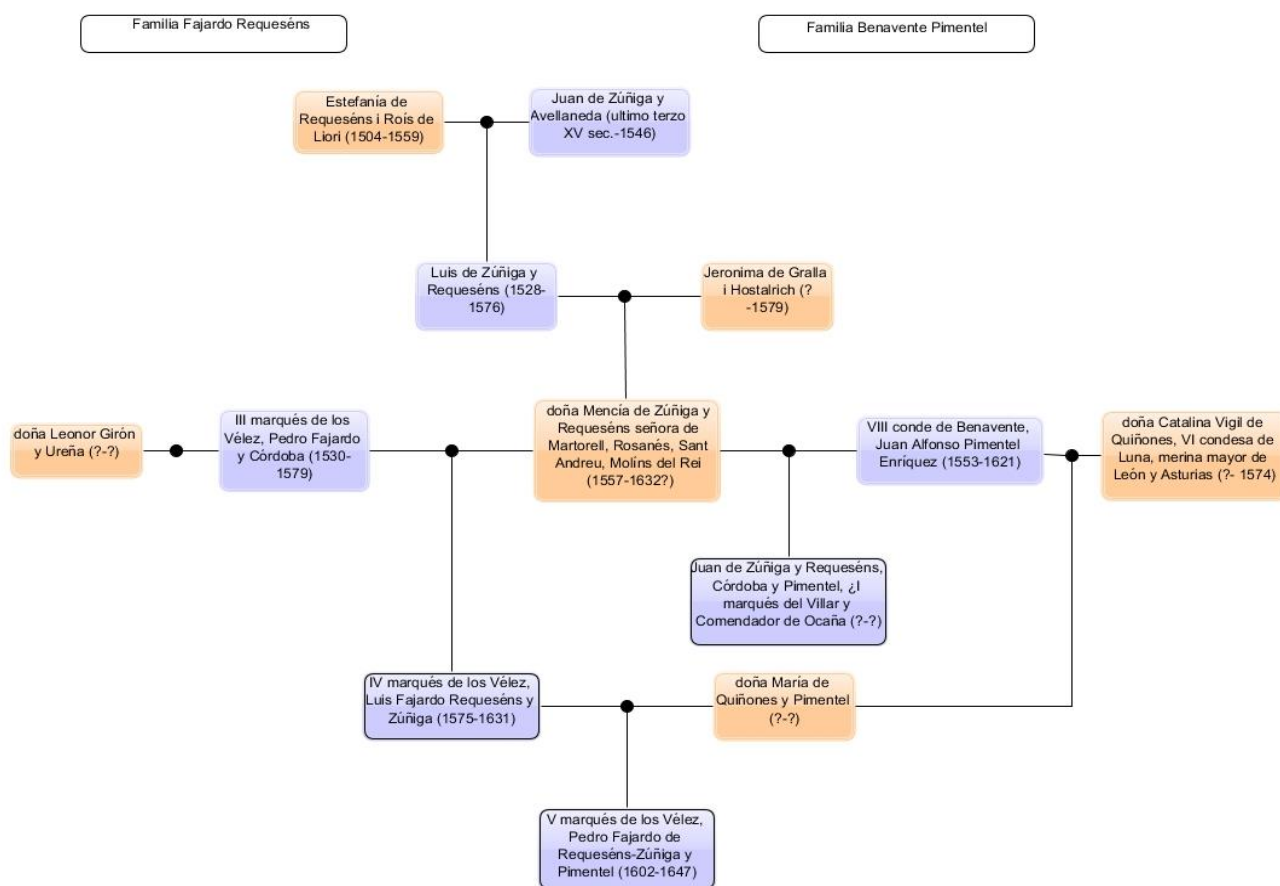 Familia Fajardo Requeséns
Familia Benavente Pimentel
Estefanía de
Requeséns i Roís de
Liori (1504-1559)
Juan de Zúñiga y
Avellaneda (ultimo terzo
XV sec.-1546)
Luis de Zúñiga y
Requeséns (1528-
1576)
Jeronima de Gralla
i Hostalrich (?
-1579)
doña Leonor Girón
y Ureña (?-?)
III marqués de los
Vélez, Pedro Fajardo
y Córdoba (1530-
1579)
doña Mencía de Zúñiga y
Requeséns señora de
Martorell, Rosanés, Sant
Andreu, Molíns del Rei
(1557-1632?)
VIII conde de Benavente,
Juan Alfonso Pimentel
Enríquez (1553-1621)
doña Catalina Vigil de
Quiñones, VI condesa de
Luna, merina mayor de
León y Asturias (?- 1574)
Juan de Zúñiga y Requeséns,
Córdoba y Pimentel, ¿I
marqués del Villar y
Comendador de Ocaña (?-?)
IV marqués de los Vélez,
Luis Fajardo Requeséns y
Zúñiga (1575-1631)
doña María de
Quiñones y Pimentel
(?-?)
V marqués de los Vélez,
Pedro Fajardo de
Requeséns-Zúñiga y
Pimentel (1602-1647)